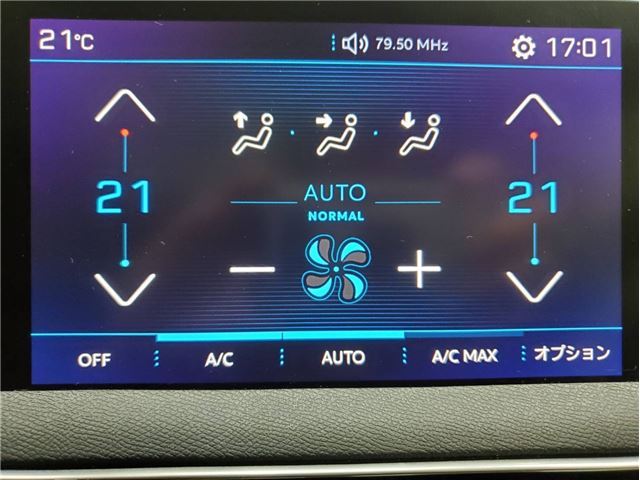 21°C 79.50 MHz 17:01
21 21
AUTO
NORMAL
OFF A/C AUTO A/C MAX オプション